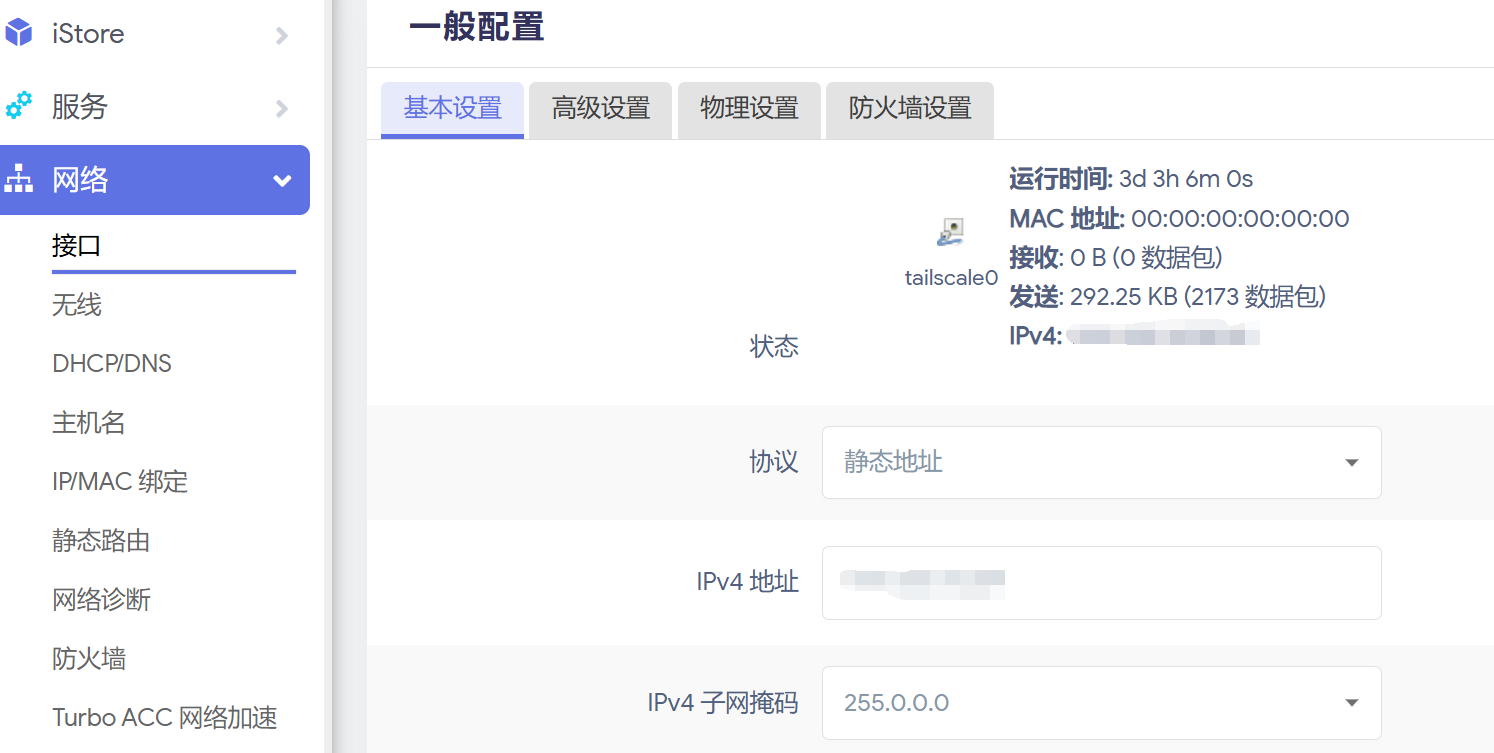 iStore
服务
网络
接口
无线
DHCP/DNS
主机名
IP/MAC 绑定
静态路由
网络诊断
防火墙
Turbo ACC 网络加速
一般配置
基本设置
高级设置
物理设置
防火墙设置
状态
tailscale0
运行时间: 3d 3h 6m 0s
MAC 地址: 00:00:00:00:00:00
接收: 0 B (0 数据包)
发送: 292.25 KB (2173 数据包)
IPv4:
协议
静态地址
IPv4 地址
IPv4 子网掩码
255.0.0.0